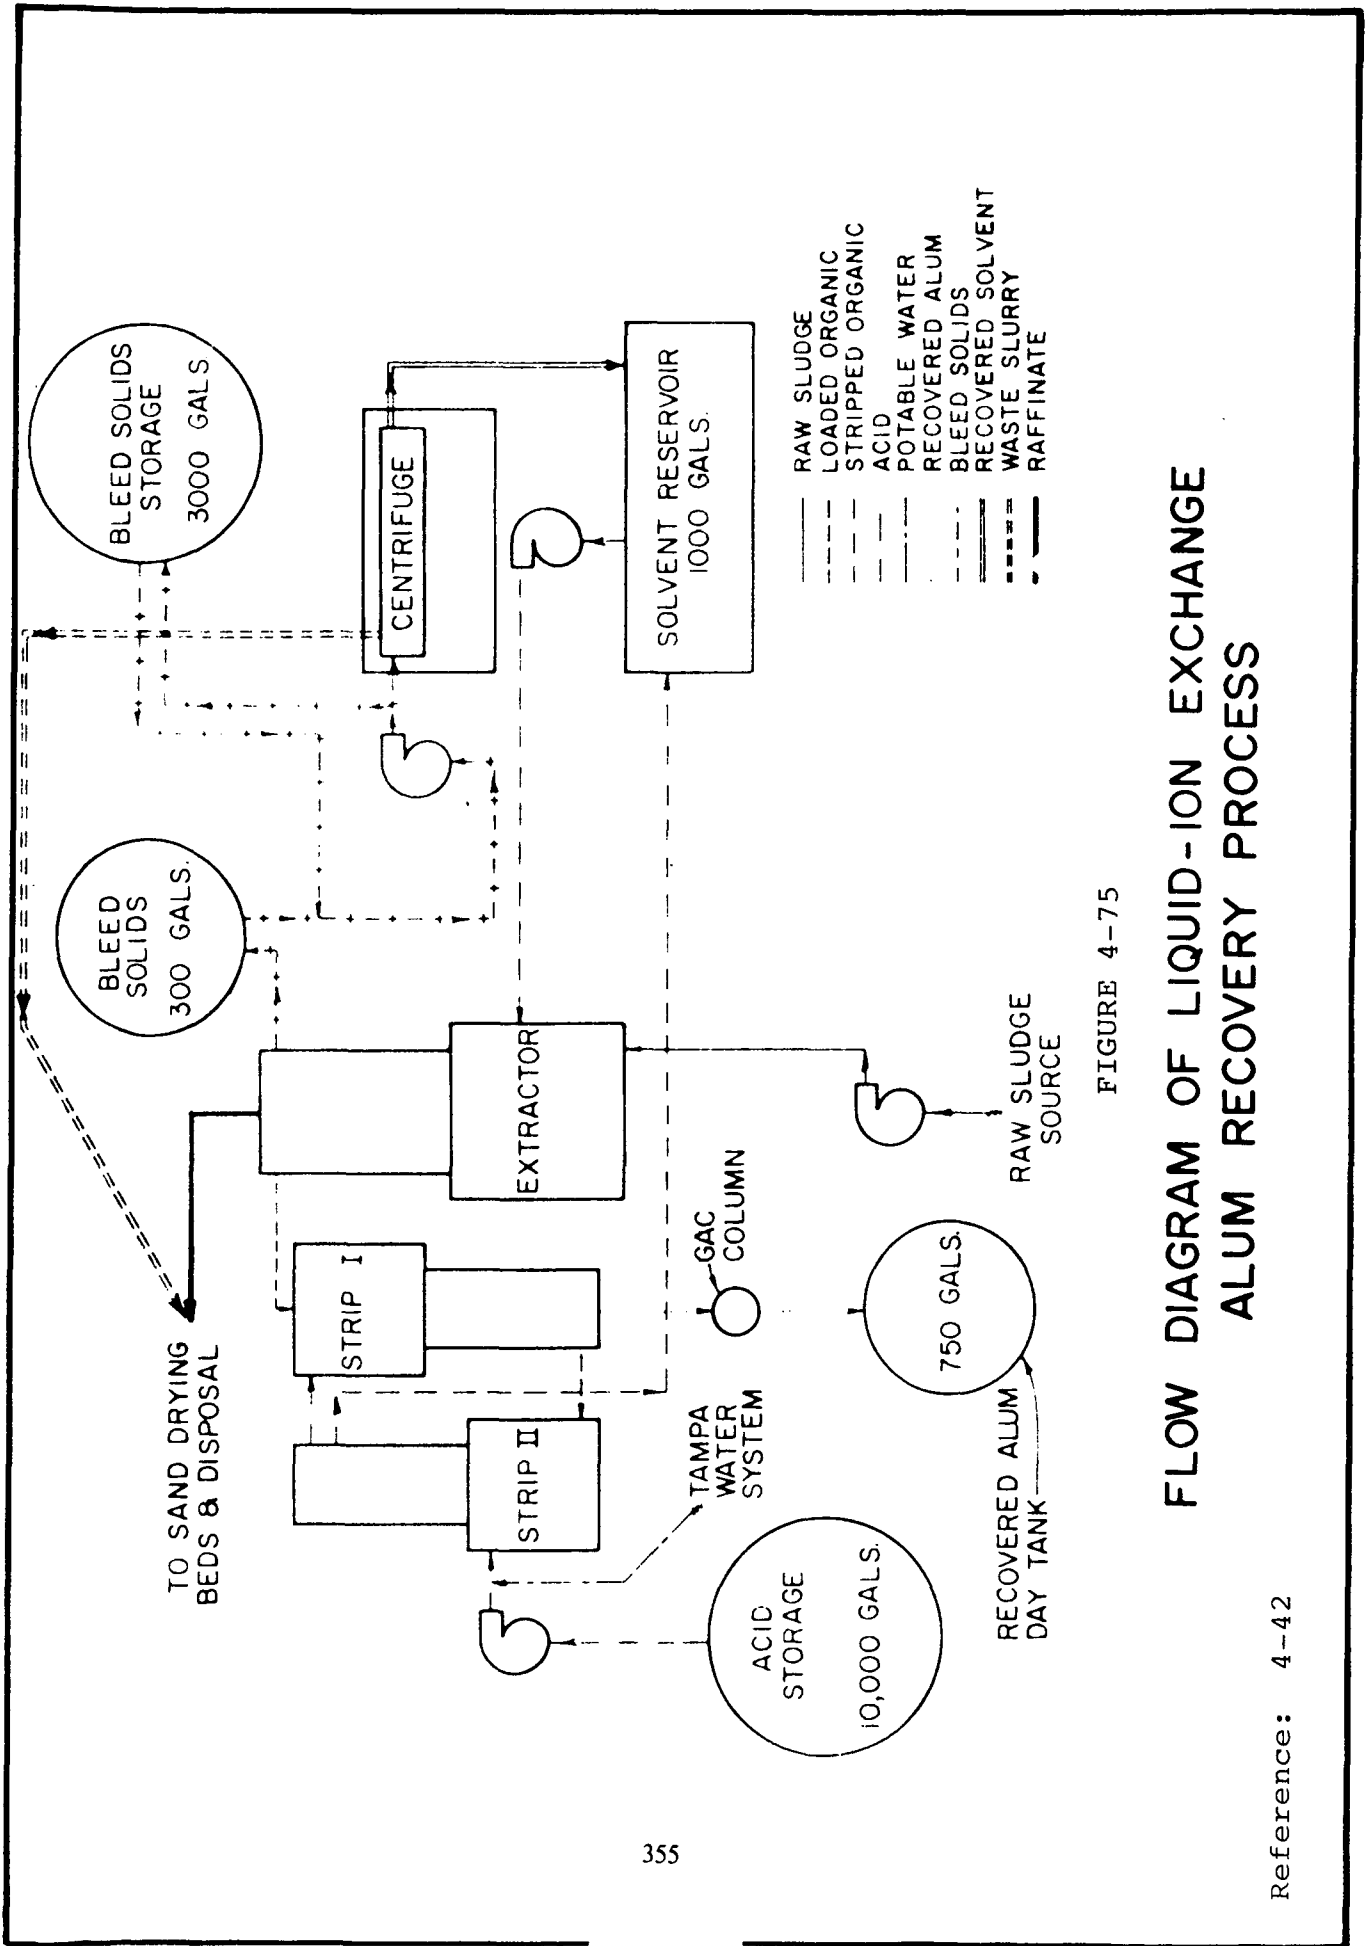 TO SAND DRYING
BEDS & DISPOSAL
BLEED
SOLIDS
300 GALS.
BLEED SOLIDS
STORAGE
3000 GALS
STRIP I
STRIP II
EXTRACTOR
CENTRIFUGE
SOLVENT RESERVOIR
1000 GALS.
TAMPA
WATER
SYSTEM
GAC
COLUMN
ACID
STORAGE
10,000 GALS.
750 GALS.
RECOVERED ALUM
DAY TANK
RAW SLUDGE
SOURCE
RAW SLUDGE
LOADED ORGANIC
STRIPPED ORGANIC
ACID
POTABLE WATER
RECOVERED ALUM
BLEED SOLIDS
RECOVERED SOLVENT
WASTE SLURRY
RAFFINATE
FIGURE 4-75
FLOW DIAGRAM OF LIQUID-ION EXCHANGE
ALUM RECOVERY PROCESS
Reference: 4-42
355